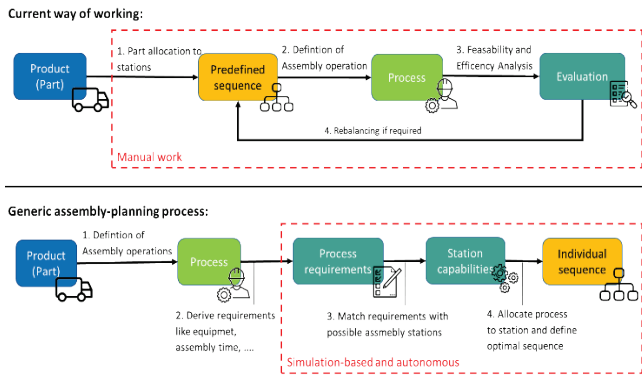 Current way of working:
1. Part allocation to
stations
2. Defintion of
Assembly operation
3. Feasability and
Efficency Analysis
Product
(Part)
Predefined
sequence
Process
Evaluation
4. Rebalancing if required
Manual work
Generic assembly-planning process:
1. Defintion of
Assembly operations
Product
(Part)
Process
Process
requirements
Station
capabilities
Individual
sequence
2. Derive requirements
like equipmet,
assembly time, ....
3. Match requirements with
possible assmebly stations
4. Allocate process
to station and define
optimal sequence
Simulation-based and autonomous